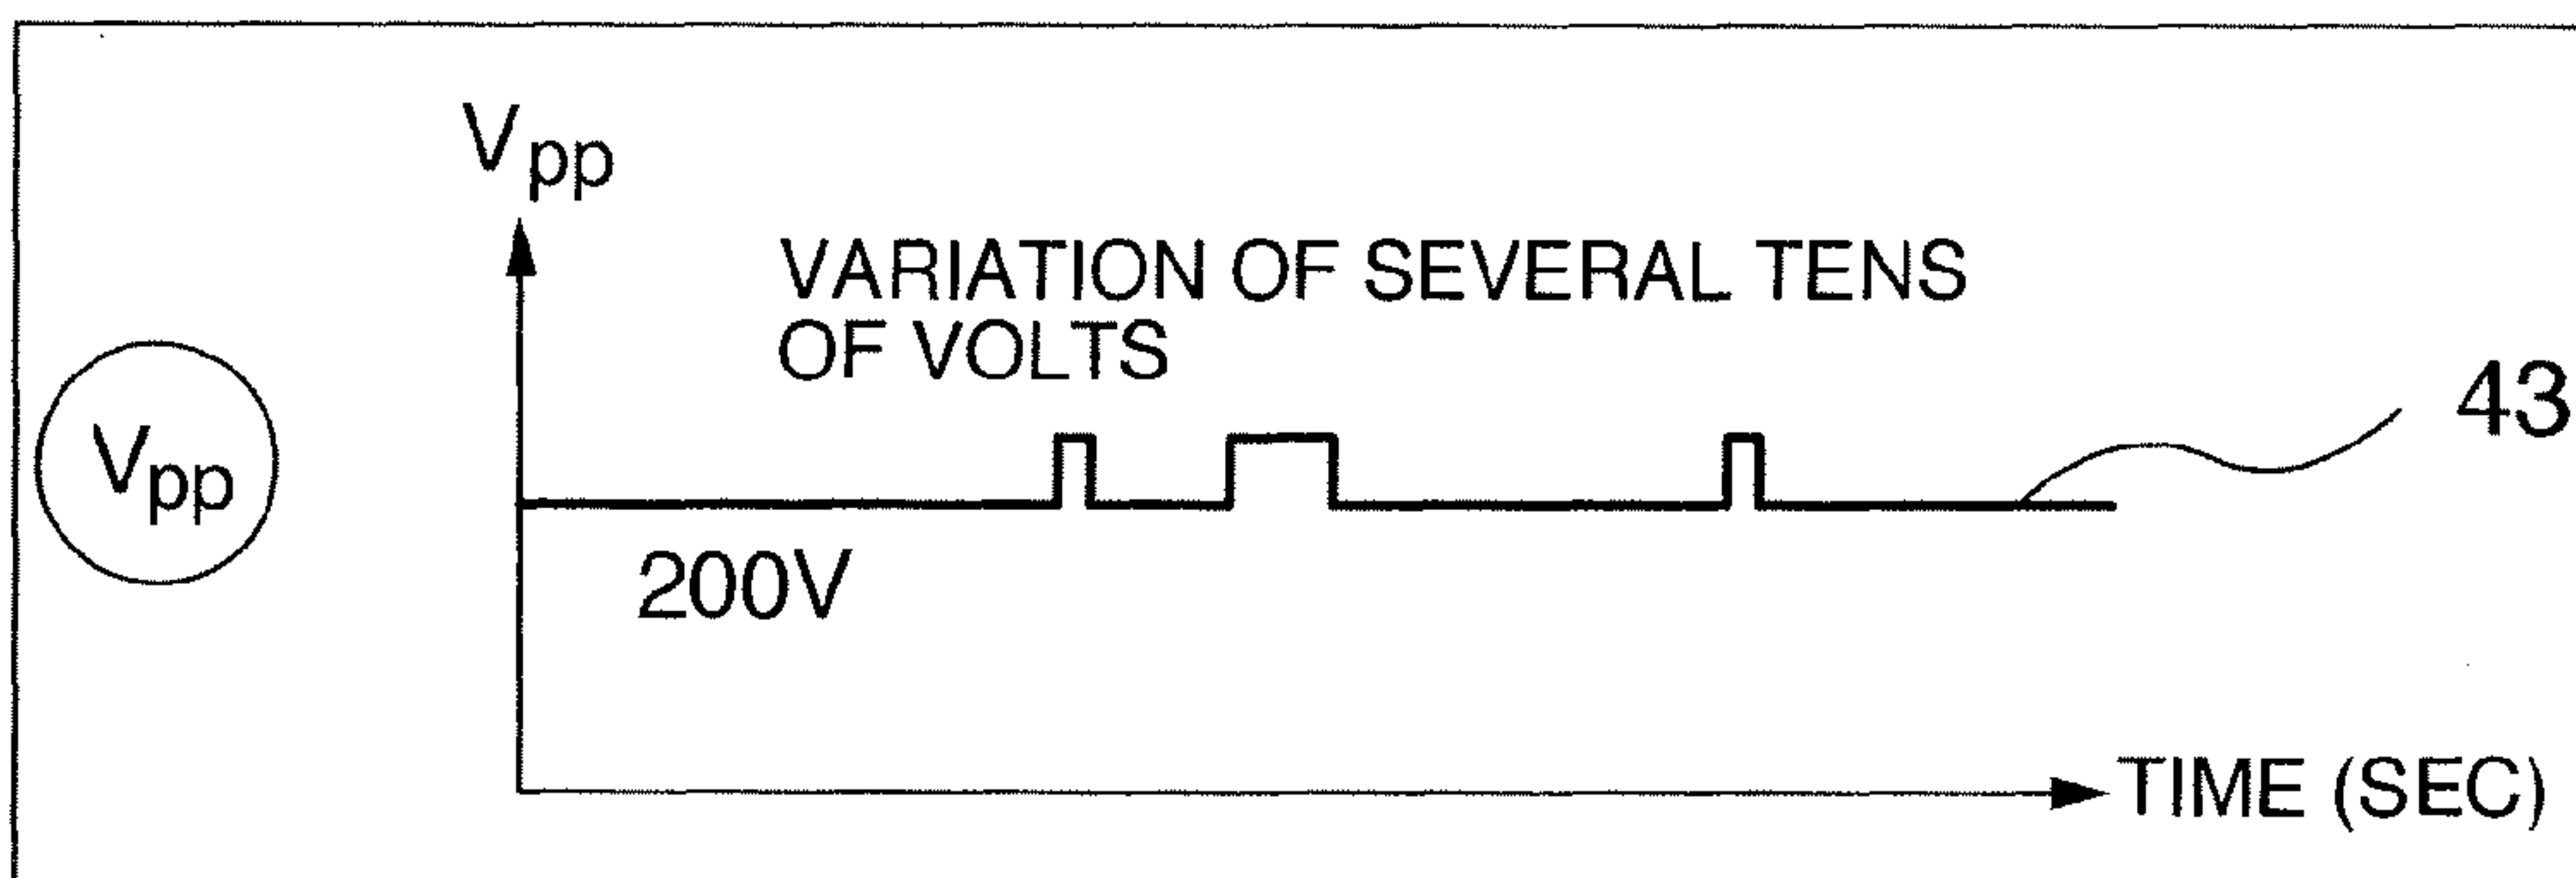 Vpp
VARIATION OF SEVERAL TENS
OF VOLTS
43
Vpp
200V
TIME (SEC)